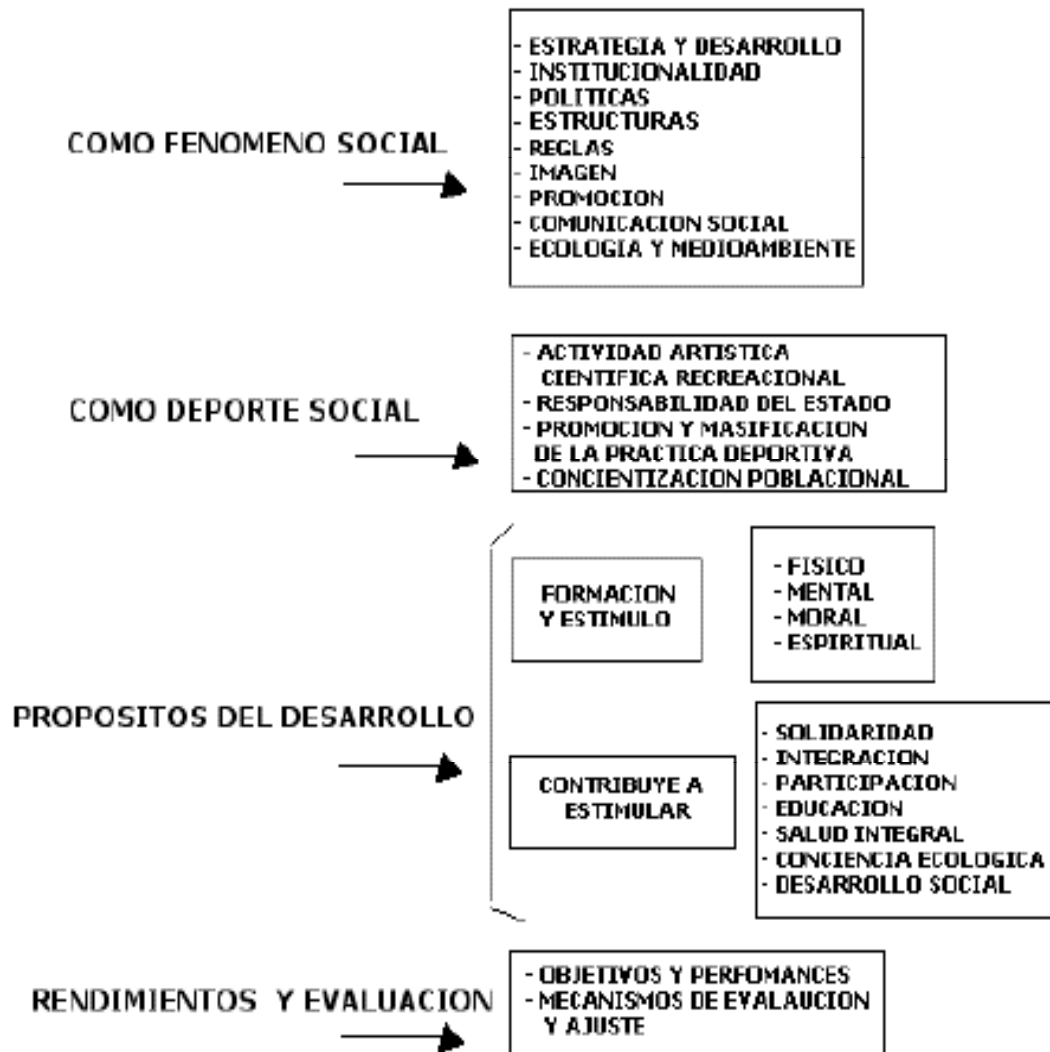 COMO FENOMENO SOCIAL
- ESTRATEGIA Y DESARROLLO
- INSTITUCIONALIDAD
- POLITICAS
- ESTRUCTURAS
- REGLAS
- IMAGEN
- PROMOCION
- COMUNICACION SOCIAL
- ECOLOGIA Y MEDIOAMBIENTE
COMO DEPORTE SOCIAL
- ACTIVIDAD ARTISTICA
CIENTIFICA RECREACIONAL
- RESPONSABILIDAD DEL ESTADO
- PROMOCION Y MASIFICACION
DE LA PRACTICA DEPORTIVA
- CONCIENTIZACION POBLACIONAL
PROPOSITOS DEL DESARROLLO
FORMACION
Y ESTIMULO
- FISICO
- MENTAL
- MORAL
- ESPIRITUAL
CONTRIBUYE A
ESTIMULAR
- SOLIDARIDAD
- INTEGRACION
- PARTICIPACION
- EDUCACION
- SALUD INTEGRAL
- CONCIENCIA ECOLOGICA
- DESARROLLO SOCIAL
RENDIMIENTOS Y EVALUACION
- OBJETIVOS Y PERFOMANCES
- MECANISMOS DE EVALAUCION
Y AJUSTE